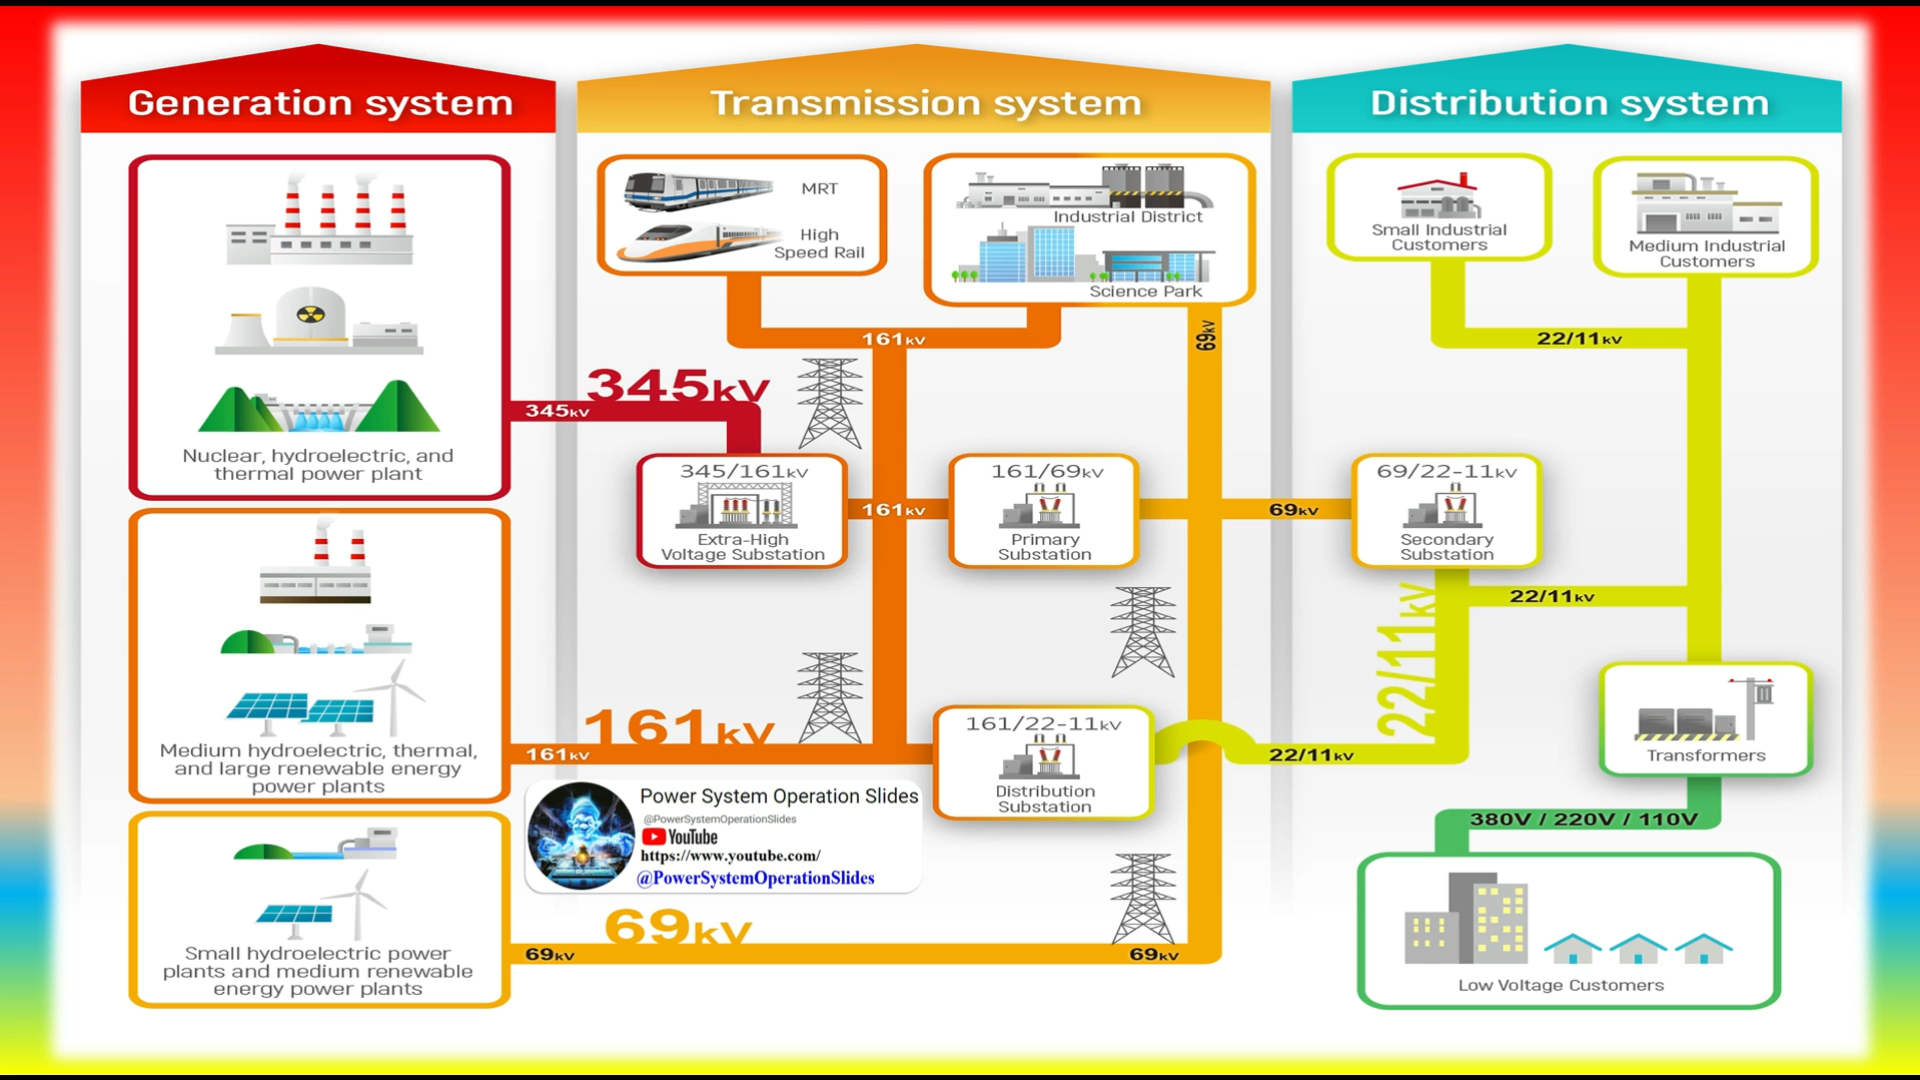 Generation system
Nuclear, hydroelectric, and
thermal power plant
Medium hydroelectric, thermal,
and large renewable energy
power plants
Small hydroelectric power
plants and medium renewable
energy power plants
Transmission system
MRT
High
Speed Rail
Industrial District
Science Park
161kV
69kV
345kV
345kV
345/161kV
Extra-High
Voltage Substation
161kV
161/69kV
Primary
Substation
69kV
161kV
161kV
161/22-11kV
Distribution
Substation
22/11kV
Power System Operation Slides
@PowerSystemOperationSlides
YouTube
https://www.youtube.com/
@PowerSystemOperationSlides
69kV
69kV
69kV
Distribution system
Small Industrial
Customers
Medium Industrial
Customers
22/11kV
69/22-11kV
Secondary
Substation
22/11kV
22/11kV
Transformers
380V / 220V / 110V
Low Voltage Customers